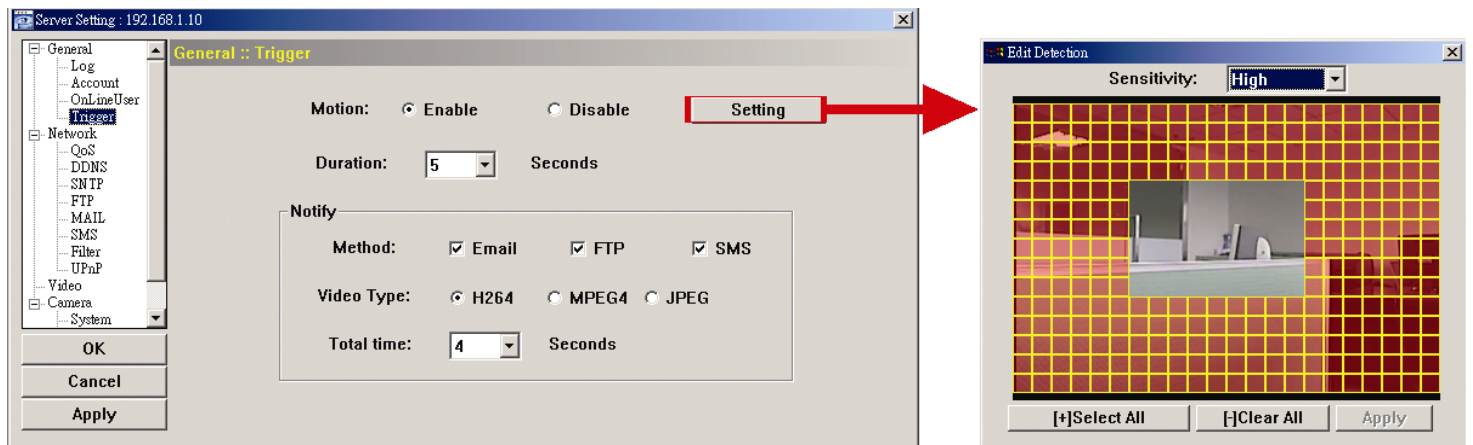 Server Setting : 192.168.1.10
General
Log
Account
OnLineUser
Trigger
Network
QoS
DDNS
SNTP
FTP
MAIL
SMS
Filter
UPnP
Video
Camera
System
OK
Cancel
Apply
General :: Trigger
Motion: Enable Disable Setting
Duration: 5 Seconds
Notify
Method: Email FTP SMS
Video Type: H264 MPEG4 JPEG
Total time: 4 Seconds
Edit Detection
Sensitivity: High
[+]Select All [-]Clear All Apply